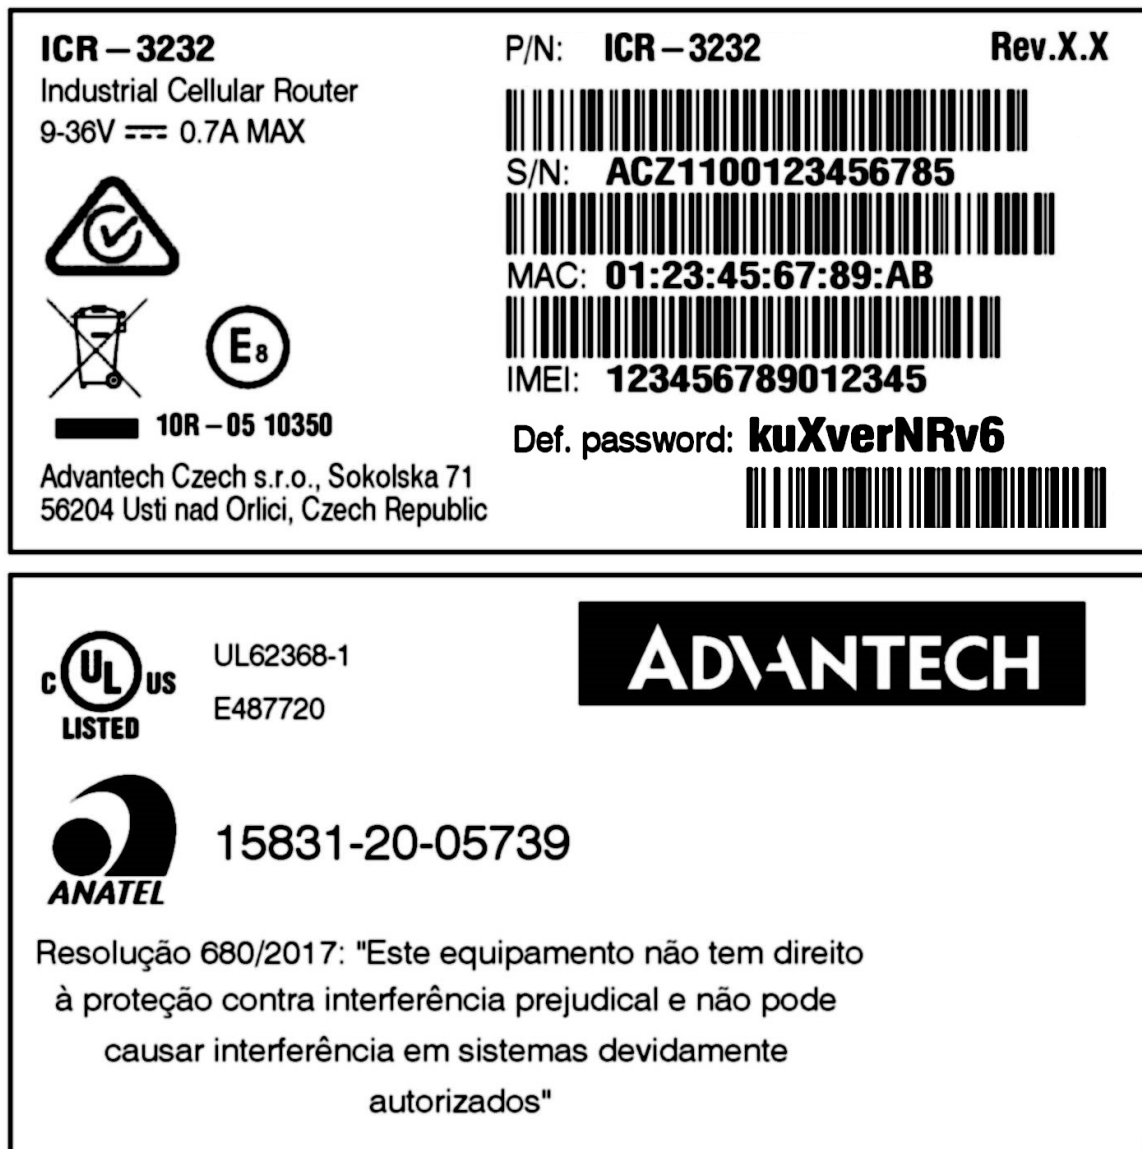 ICR – 3232
Industrial Cellular Router
9-36V 0.7A MAX
E8
10R – 05 10350
Advantech Czech s.r.o., Sokolska 71
56204 Usti nad Orlici, Czech Republic
P/N: ICR – 3232 Rev.X.X
S/N: ACZ1100123456785
MAC: 01:23:45:67:89:AB
IMEI: 123456789012345
Def. password: kuXverNRv6
C UL US
LISTED
UL62368-1
E487720
ADVANTECH
ANATEL
15831-20-05739
Resolução 680/2017: "Este equipamento não tem direito
à proteção contra interferência prejudical e não pode
causar interferência em sistemas devidamente
autorizados"